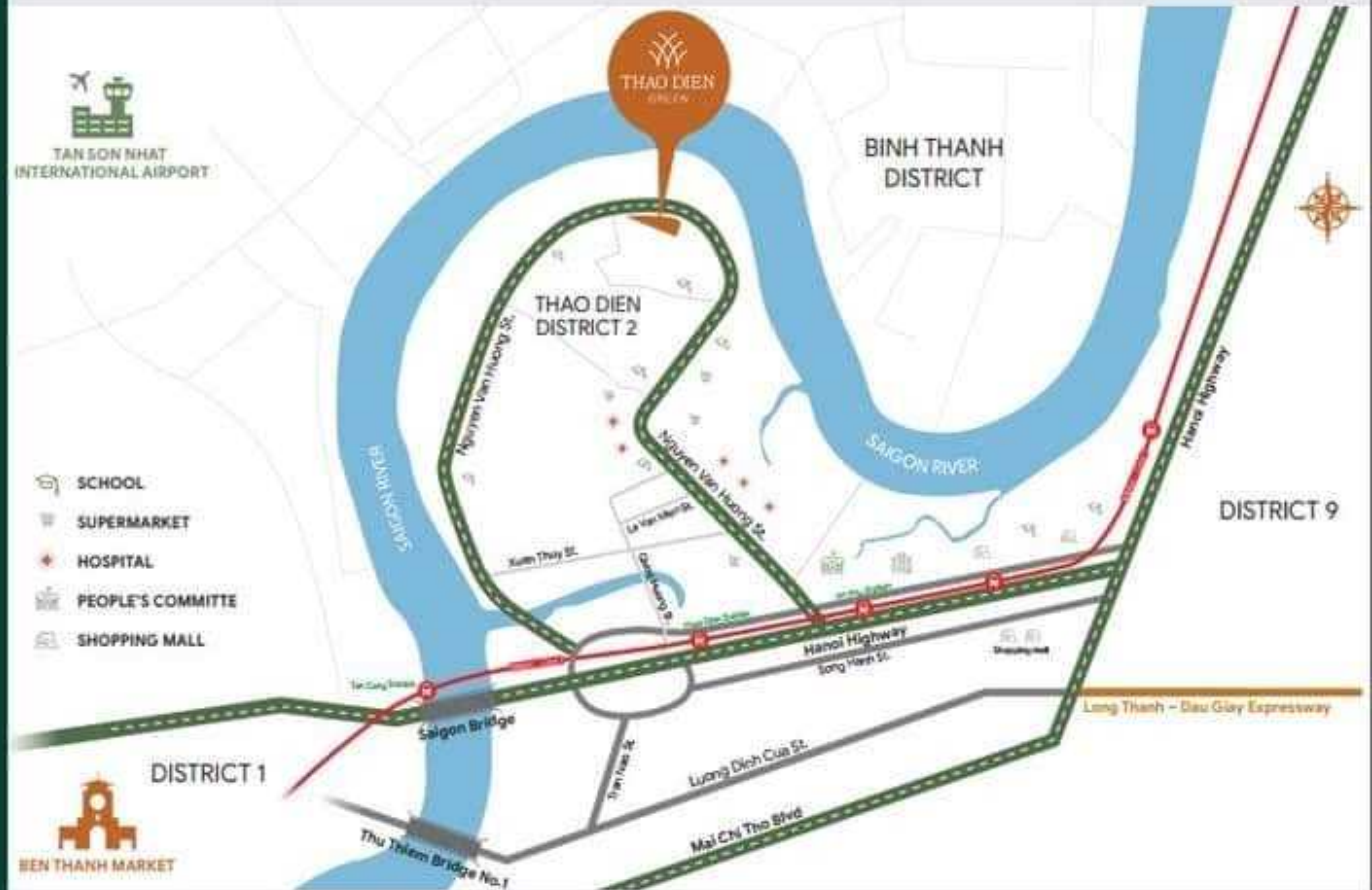 THAO DIEN
GREEN
TAN SON NHAT
INTERNATIONAL AIRPORT
BINH THANH
DISTRICT
THAO DIEN
DISTRICT 2
Nguyen Van Huong St.
SAIGON RIVER
Nguyen Van Huong St.
SAIGON RIVER
Hanoi Highway
DISTRICT 9
SCHOOL
SUPERMARKET
HOSPITAL
PEOPLE'S COMMITTE
SHOPPING MALL
Xuan Thuy St.
Hanoi Highway
Song Hanh St.
Shopping mall
Saigon Bridge
Long Thanh - Dau Giay Expressway
DISTRICT 1
Tran Nao St.
Luong Dinh Cua St.
Mai Chi Tho Blvd
Thu Thiem Bridge No.1
BEN THANH MARKET